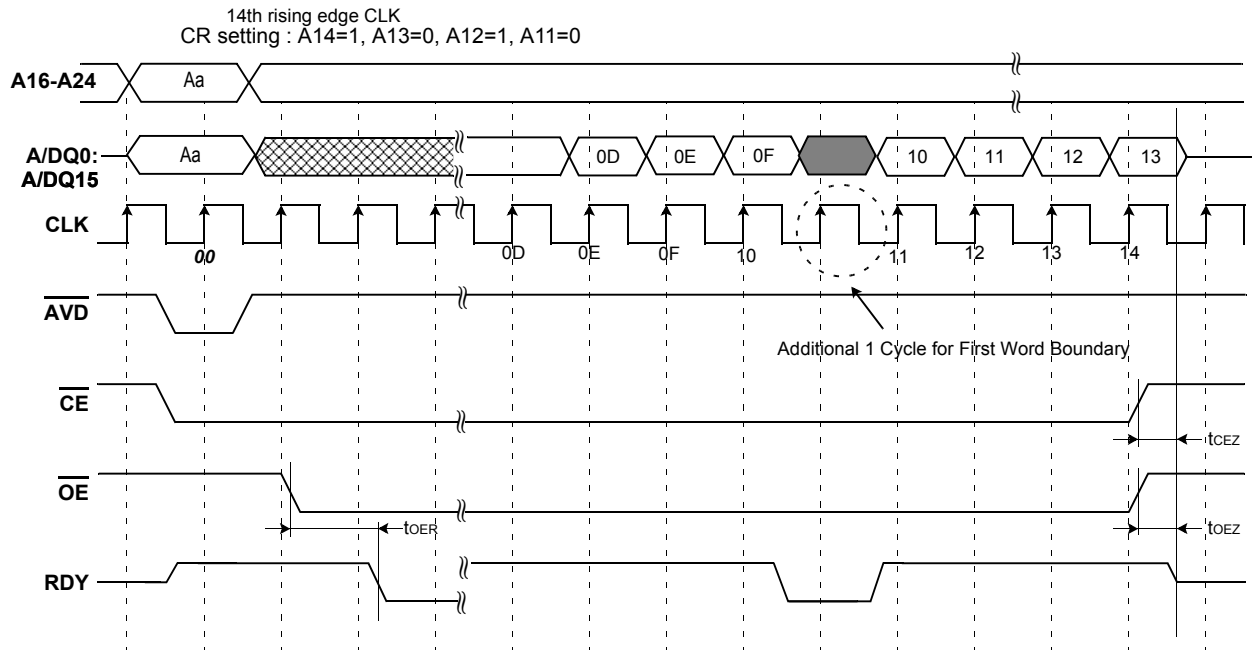 14th rising edge CLK
CR setting : A14=1, A13=0, A12=1, A11=0
A16-A24
Aa
A/DQ0:
A/DQ15
Aa
0D
0E
0F
10
11
12
13
CLK
00
0D
0E
0F
10
11
12
13
14
AVD
Additional 1 Cycle for First Word Boundary
CE
tCEZ
OE
tOER
tOEZ
RDY